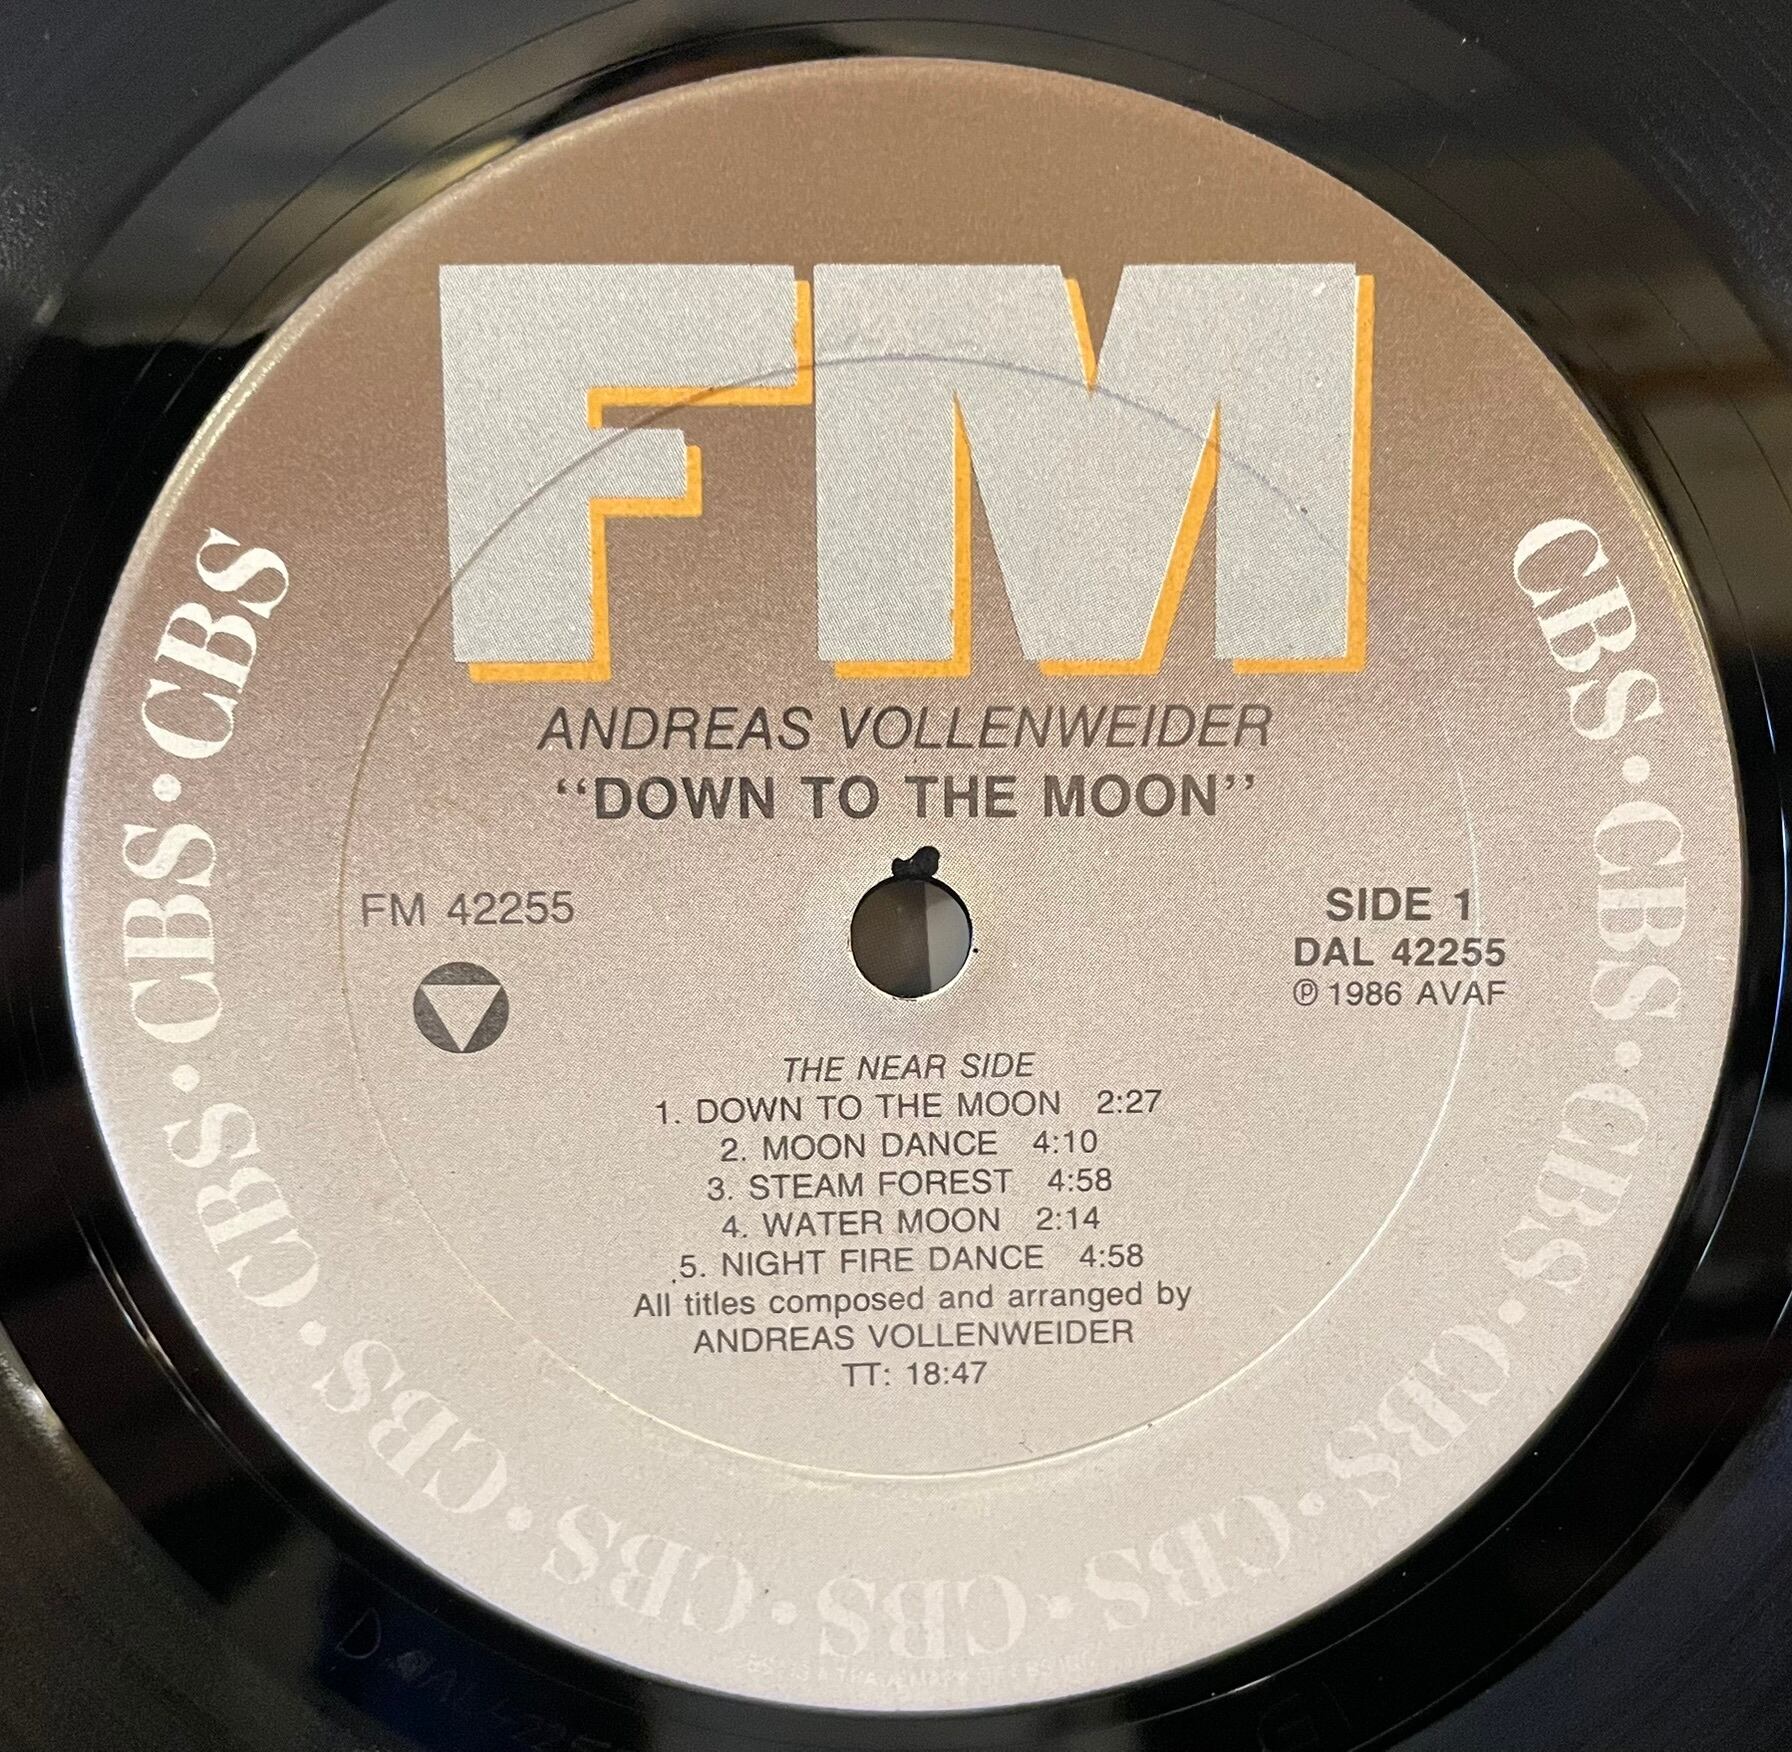 FM
ANDREAS VOLLENWEIDER
“DOWN TO THE MOON”
FM 42255
SIDE 1
DAL 42255
℗ 1986 AVAF
THE NEAR SIDE
1. DOWN TO THE MOON 2:27
2. MOON DANCE 4:10
3. STEAM FOREST 4:58
4. WATER MOON 2:14
5. NIGHT FIRE DANCE 4:58
All titles composed and arranged by
ANDREAS VOLLENWEIDER
TT: 18:47
CBS · CBS · CBS · CBS · CBS · CBS · CBS · CBS · CBS · CBS · CBS · CBS · CBS